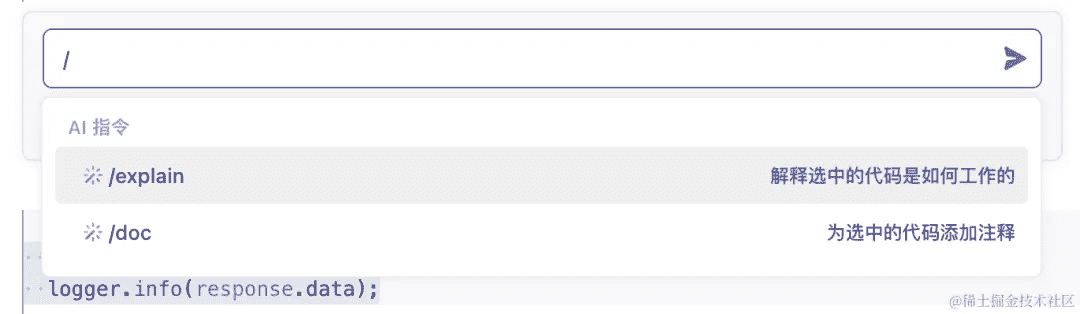 /
AI 指令
/explain 解释选中的代码是如何工作的
/doc 为选中的代码添加注释
logger.info(response.data);
@稀土掘金技术社区